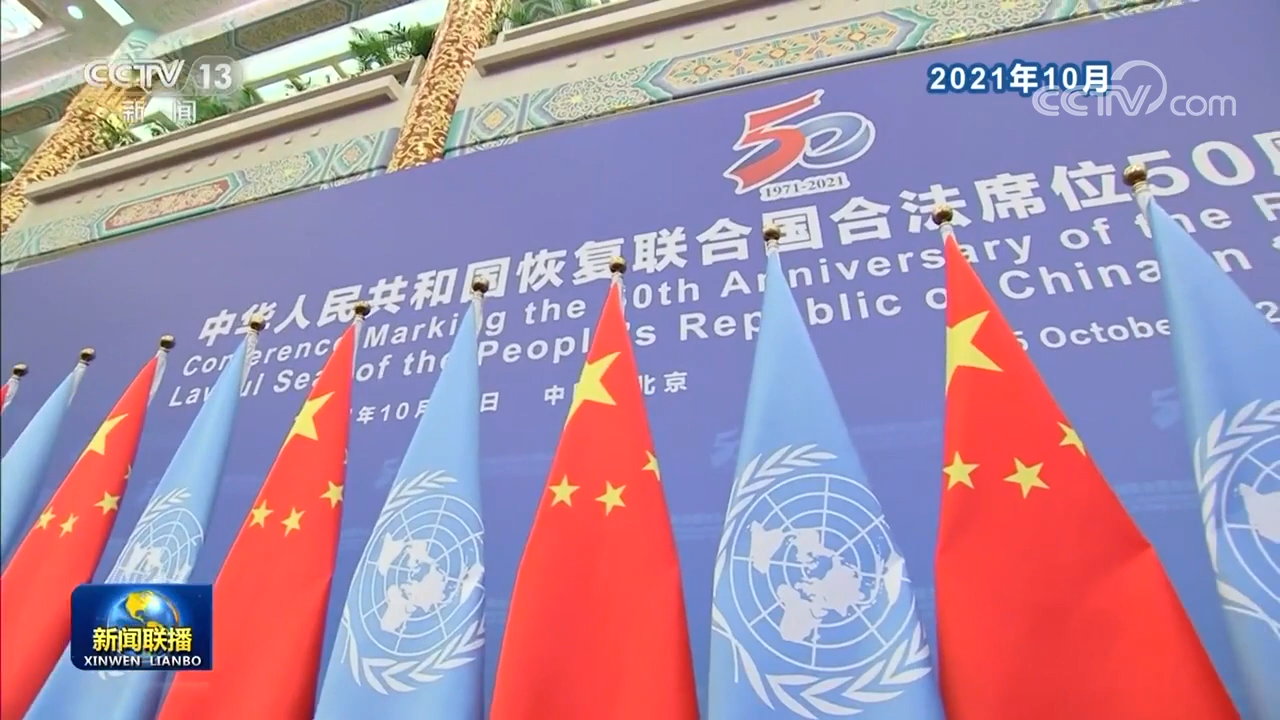 CCTV 13
新闻
2021年10月
CCTV com
50
1971-2021
中华人民共和国恢复联合国合法席位50
Conference Marking the 50th Anniversary of the
Lawful Seat of the People's Republic of China in
年10月 日 中 北京
5 October
新闻联播
XINWEN LIANBO